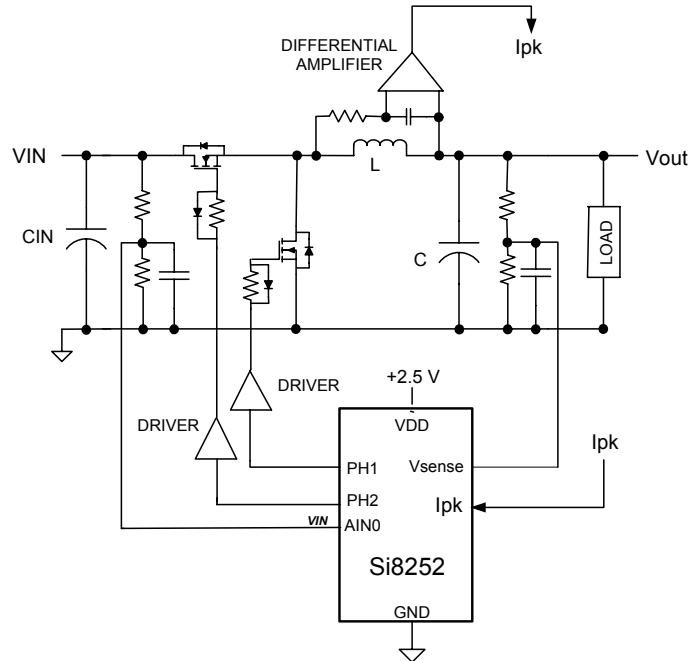 DIFFERENTIAL
AMPLIFIER
Ipk
VIN
L
Vout
CIN
C
LOAD
DRIVER
DRIVER
+2.5 V
VDD
Ipk
PH1
Vsense
PH2
Ipk
VIN
AIN0
Si8252
GND